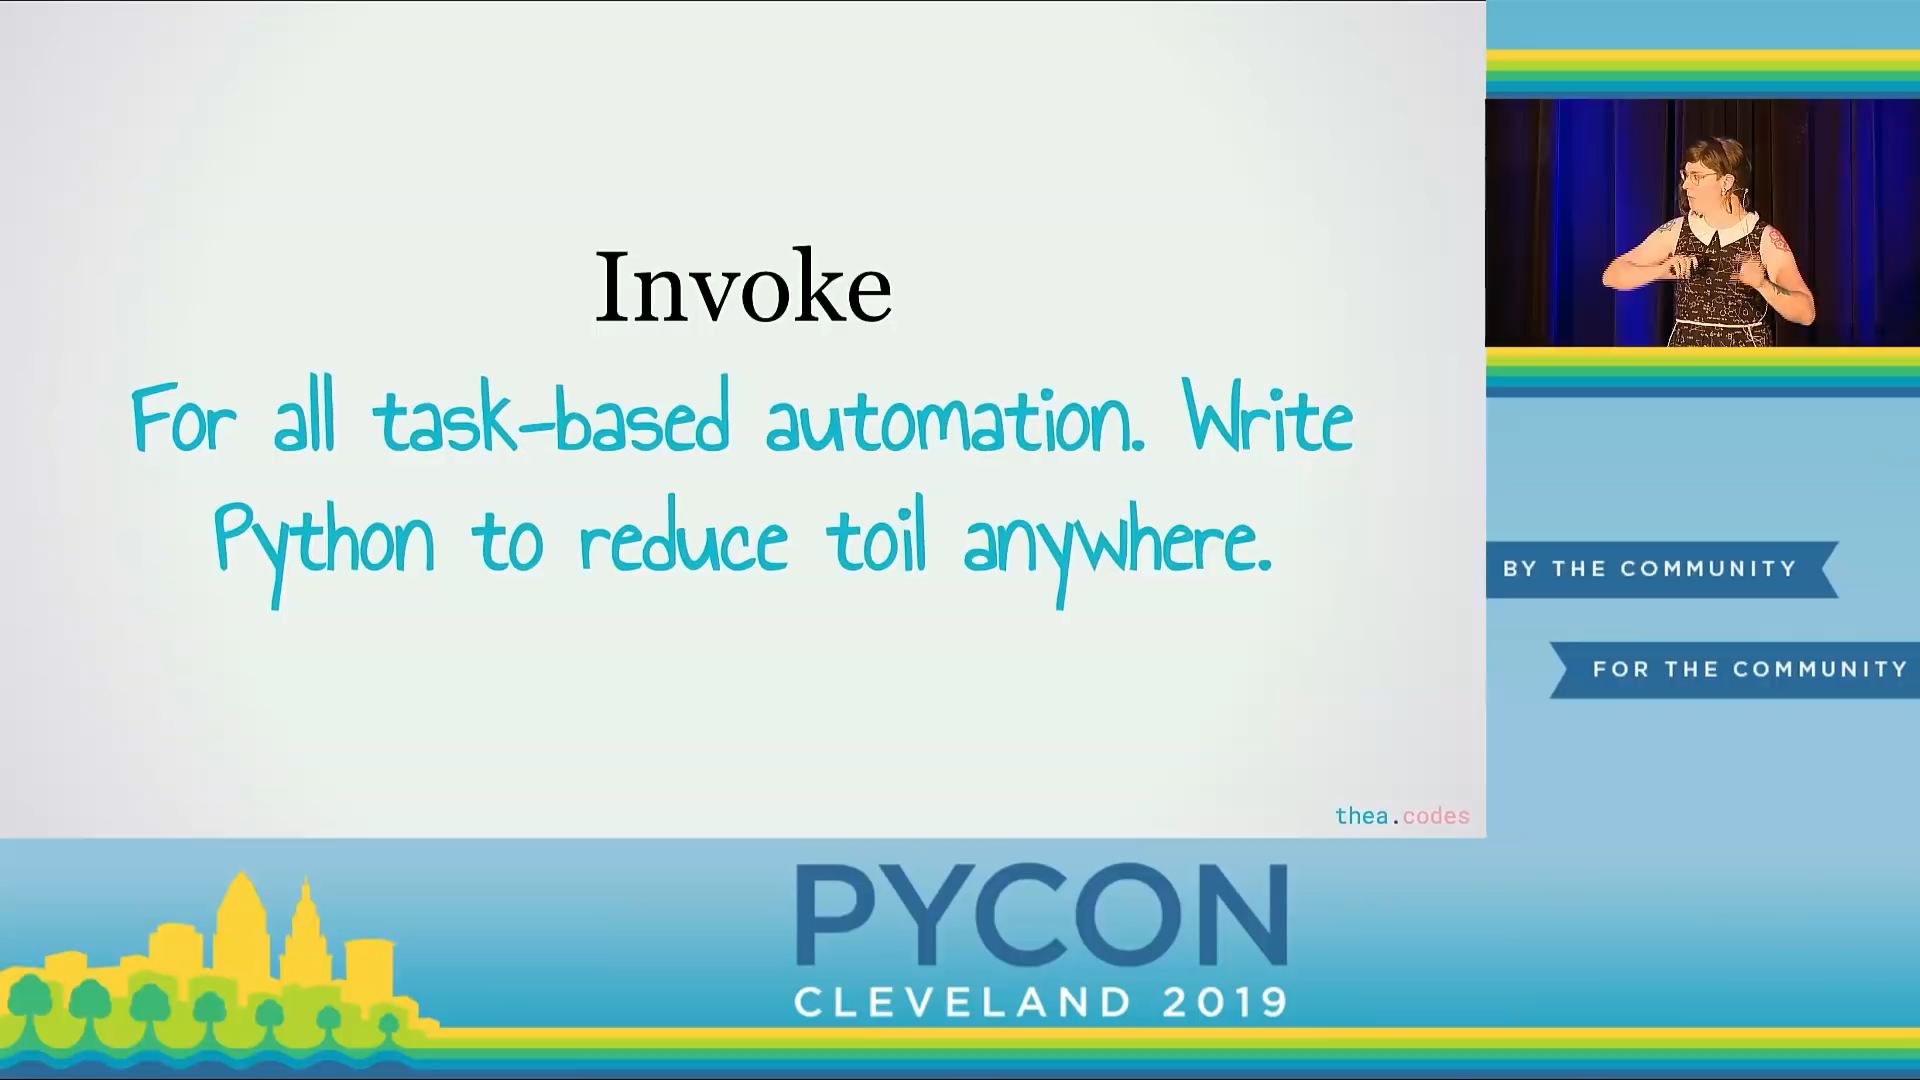 Invoke
For all task-based automation. Write
Python to reduce toil anywhere.
thea.codes
BY THE COMMUNITY
FOR THE COMMUNITY
PYCON
CLEVELAND 2019